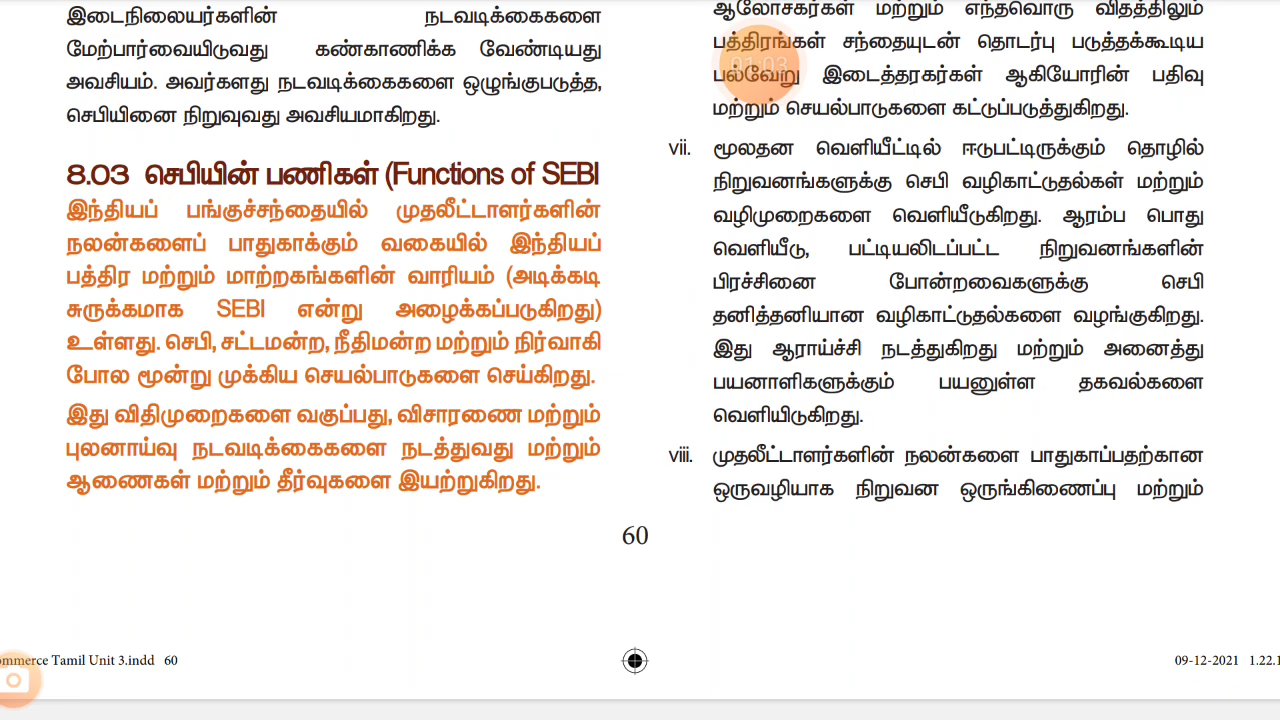 இடைநிலையர்களின் நடவடிக்கைகளை
மேற்பார்வையிடுவது கண்காணிக்க வேண்டியது
அவசியம். அவர்களது நடவடிக்கைகளை ஒழுங்குபடுத்த,
செபியினை நிறுவுவது அவசியமாகிறது.
8.03 செபியின் பணிகள் (Functions of SEBI
இந்தியப் பங்குச்சந்தையில் முதலீட்டாளர்களின்
நலன்களைப் பாதுகாக்கும் வகையில் இந்தியப்
பத்திர மற்றும் மாற்றகங்களின் வாரியம் (அடிக்கடி
சுருக்கமாக SEBI என்று அழைக்கப்படுகிறது)
உள்ளது. செபி, சட்டமன்ற, நீதிமன்ற மற்றும் நிர்வாகி
போல மூன்று முக்கிய செயல்பாடுகளை செய்கிறது.
இது விதிமுறைகளை வகுப்பது, விசாரணை மற்றும்
புலனாய்வு நடவடிக்கைகளை நடத்துவது மற்றும்
ஆணைகள் மற்றும் தீர்வுகளை இயற்றுகிறது.
ஆலோசகர்கள் மற்றும் எந்தவொரு விதத்திலும்
பத்திரங்கள் சந்தையுடன் தொடர்பு படுத்தக்கூடிய
பல்வேறு இடைத்தரகர்கள் ஆகியோரின் பதிவு
மற்றும் செயல்பாடுகளை கட்டுப்படுத்துகிறது.
vii. மூலதன வெளியீட்டில் ஈடுபட்டிருக்கும் தொழில்
நிறுவனங்களுக்கு செபி வழிகாட்டுதல்கள் மற்றும்
வழிமுறைகளை வெளியீடுகிறது. ஆரம்ப பொது
வெளியீடு, பட்டியலிடப்பட்ட நிறுவனங்களின்
பிரச்சினை போன்றவைகளுக்கு செபி
தனித்தனியான வழிகாட்டுதல்களை வழங்குகிறது.
இது ஆராய்ச்சி நடத்துகிறது மற்றும் அனைத்து
பயனாளிகளுக்கும் பயனுள்ள தகவல்களை
வெளியிடுகிறது.
viii. முதலீட்டாளர்களின் நலன்களை பாதுகாப்பதற்கான
ஒருவழியாக நிறுவன ஒருங்கிணைப்பு மற்றும்
60
ommerce Tamil Unit 3.indd 60
09-12-2021 1.22.1
01:03